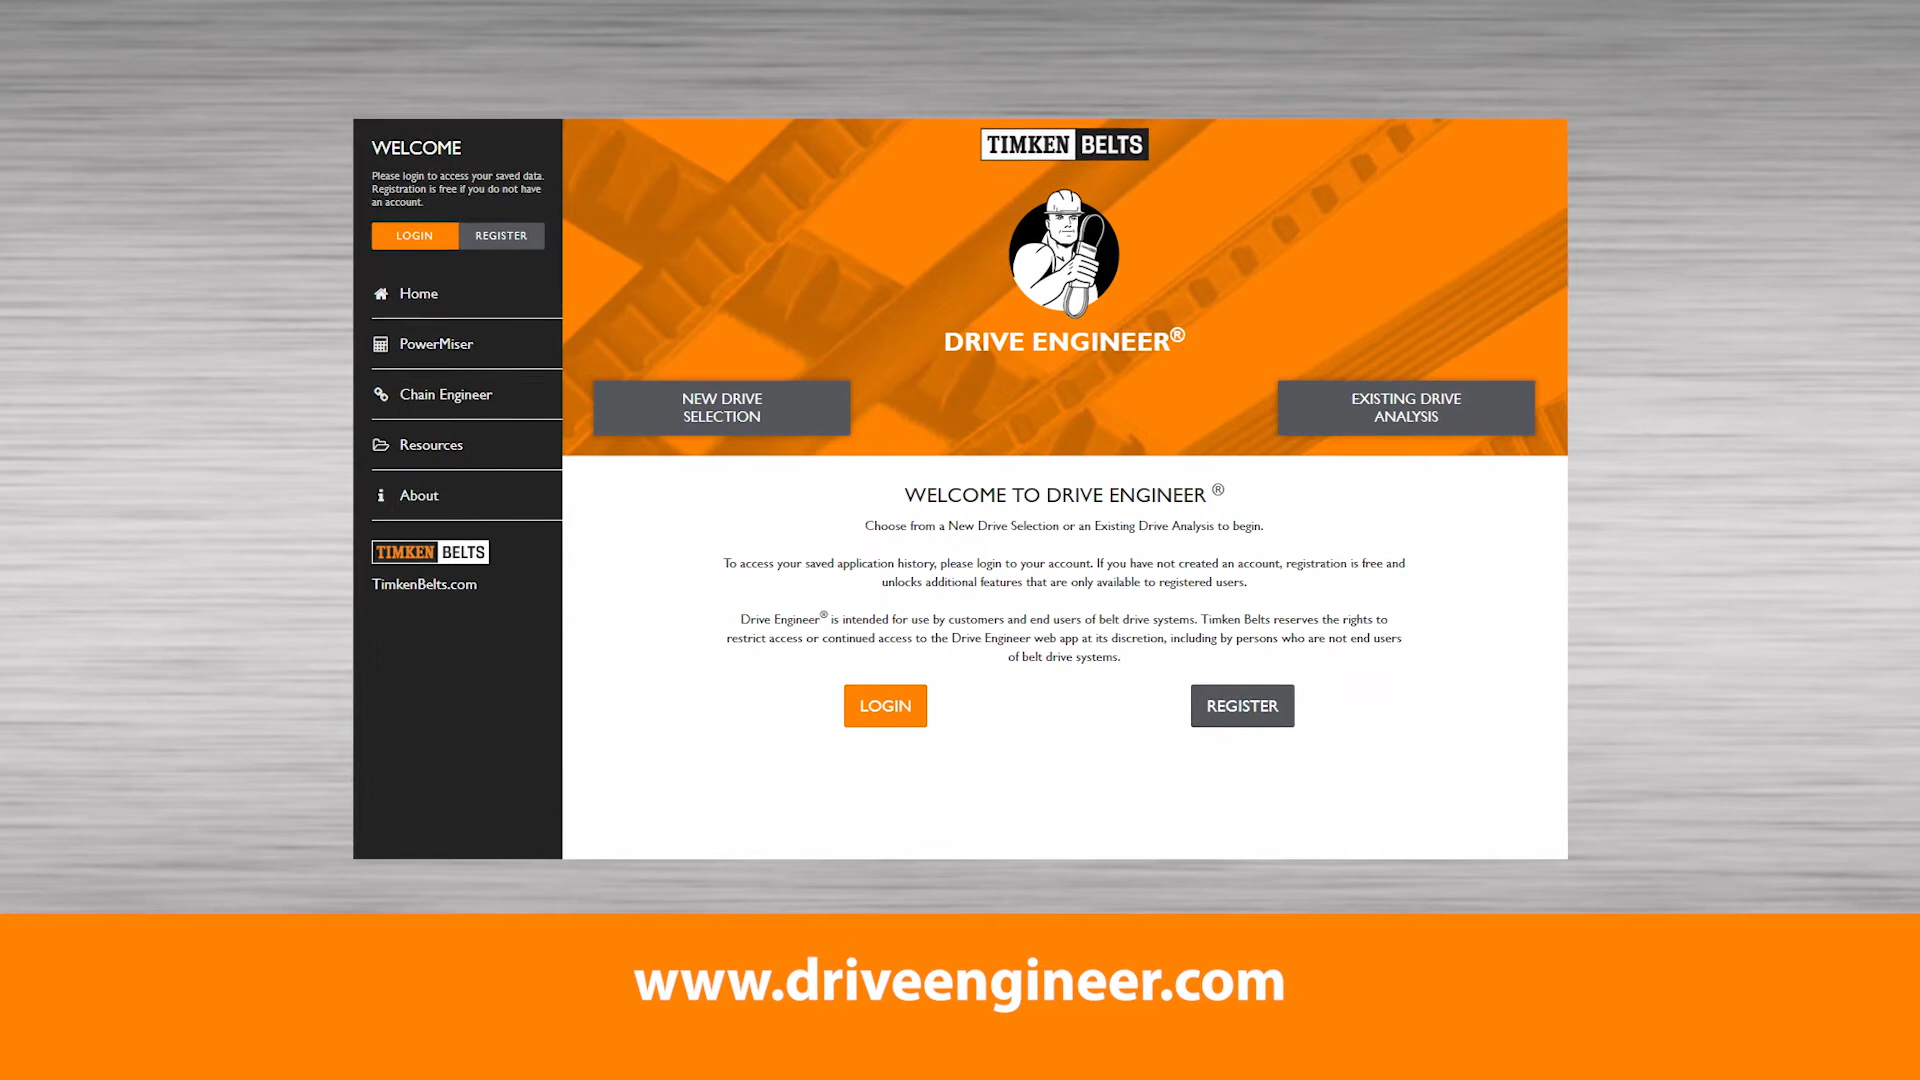 WELCOME
Please login to access your saved data.
Registration is free if you do not have
an account.
LOGIN
REGISTER
Home
PowerMiser
Chain Engineer
Resources
About
TIMKEN BELTS
TimkenBelts.com
TIMKEN BELTS
DRIVE ENGINEER®
NEW DRIVE
SELECTION
EXISTING DRIVE
ANALYSIS
WELCOME TO DRIVE ENGINEER ®
Choose from a New Drive Selection or an Existing Drive Analysis to begin.
To access your saved application history, please login to your account. If you have not created an account, registration is free and
unlocks additional features that are only available to registered users.
Drive Engineer® is intended for use by customers and end users of belt drive systems. Timken Belts reserves the rights to
restrict access or continued access to the Drive Engineer web app at its discretion, including by persons who are not end users
of belt drive systems.
LOGIN
REGISTER
www.driveengineer.com